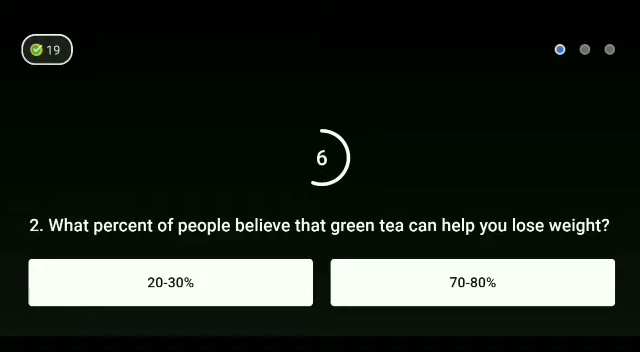 19
6
2. What percent of people believe that green tea can help you lose weight?
20-30%
70-80%